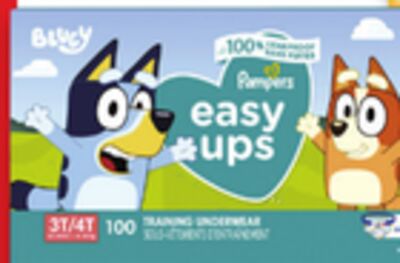 BLUEY
100% LEAKPROOF
Pampers
easy
ups
3T/4T
100
TRAINING UNDERWEAR
SOUS-VÊTEMENTS D'ENTRAÎNEMENT